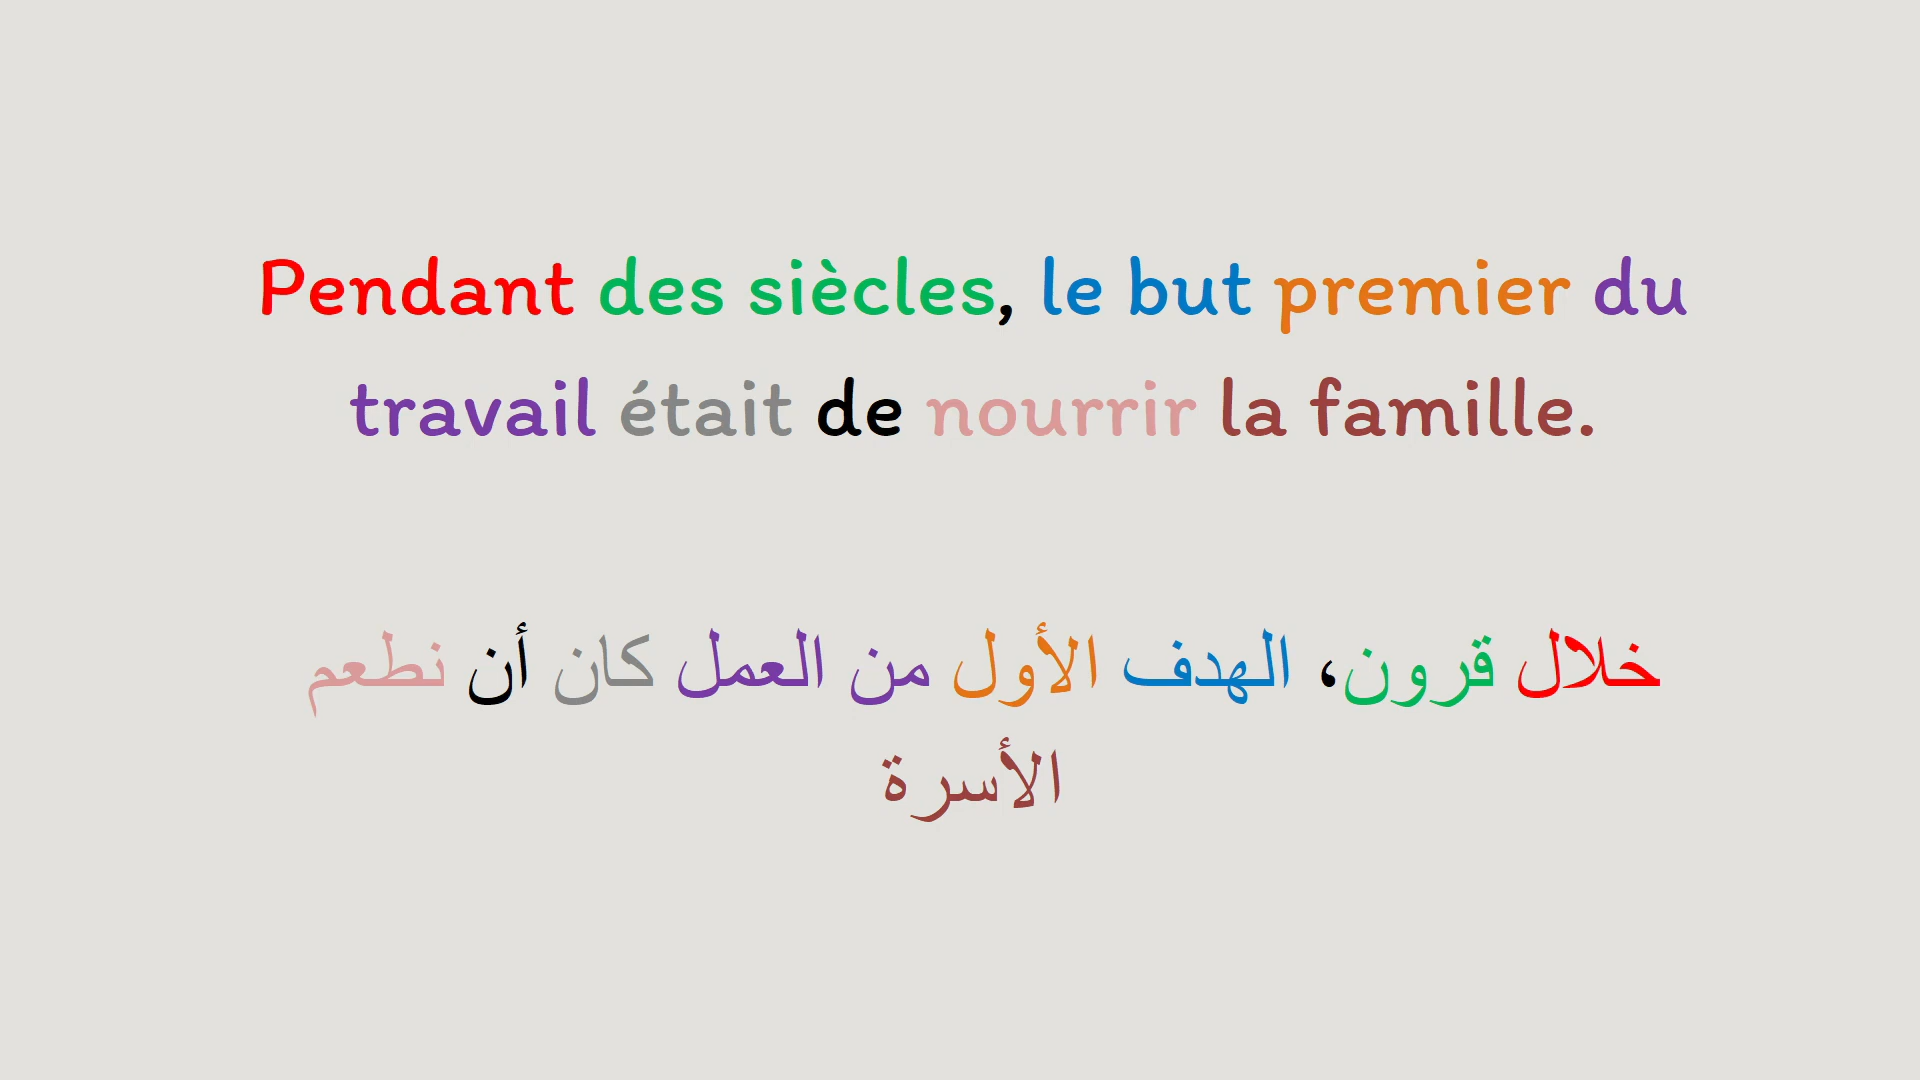 Pendant des siècles, le but premier du
travail était de nourrir la famille.
خلال قرون، الهدف الأول من العمل كان أن نطعم
الأسرة